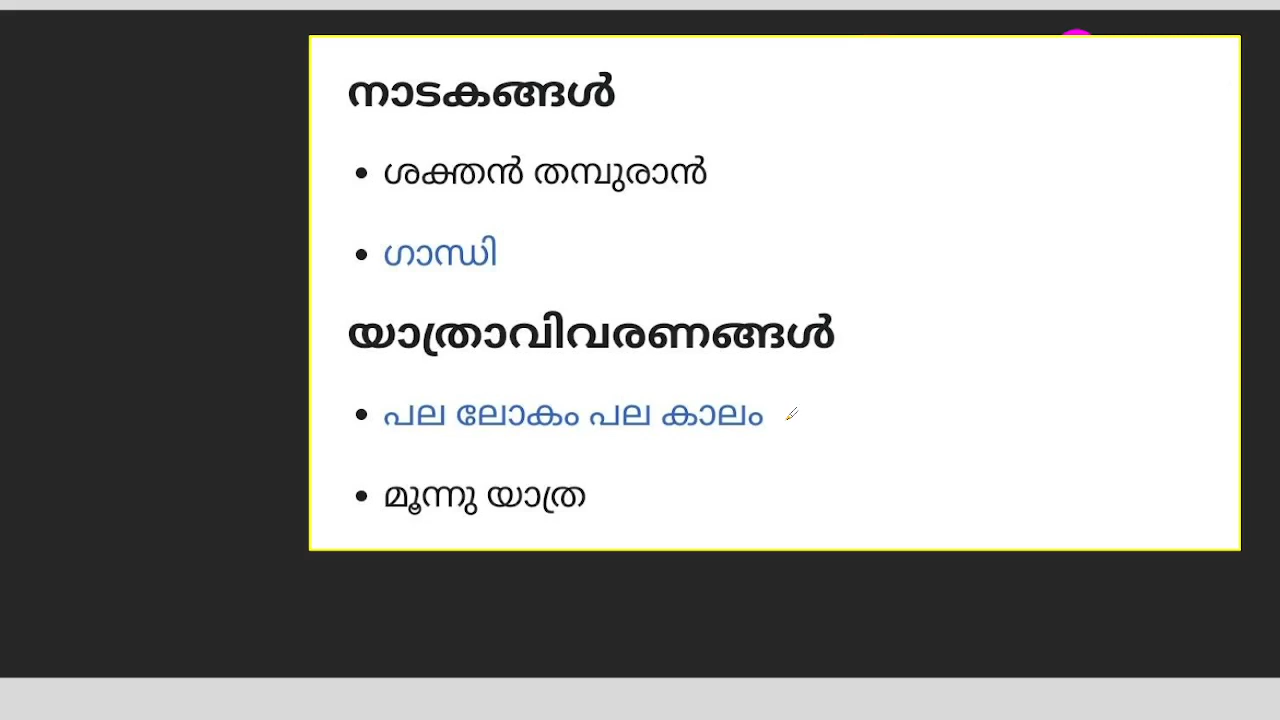 നാടകങ്ങൾ
ശക്തൻ തമ്പുരാൻ
ഗാന്ധി
യാത്രാവിവരണങ്ങൾ
പല ലോകം പല കാലം
മൂന്നു യാത്ര